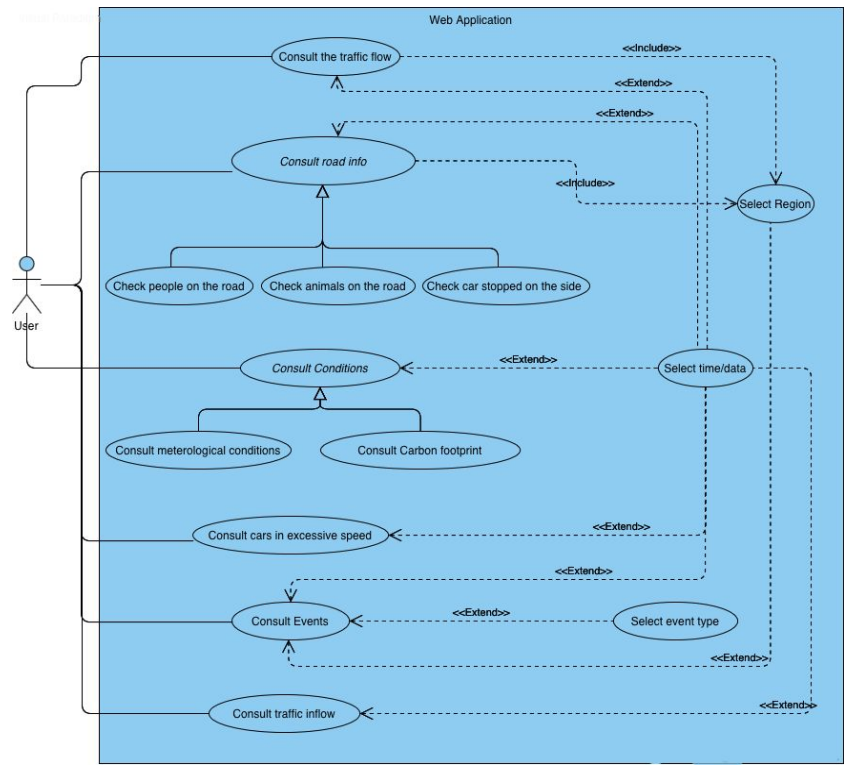 Web Application
<<Include>>
Consult the traffic flow
<<Extend>>
<<Extend>>
Consult road info
<<Include>>
Select Region
Check people on the road
Check animals on the road
Check car stopped on the side
User
<<Extend>>
Consult Conditions
Select time/data
Consult meterological conditions
Consult Carbon footprint
<<Extend>>
Consult cars in excessive speed
<<Extend>>
<<Extend>>
Consult Events
Select event type
<<Extend>>
<<Extend>>
Consult traffic inflow